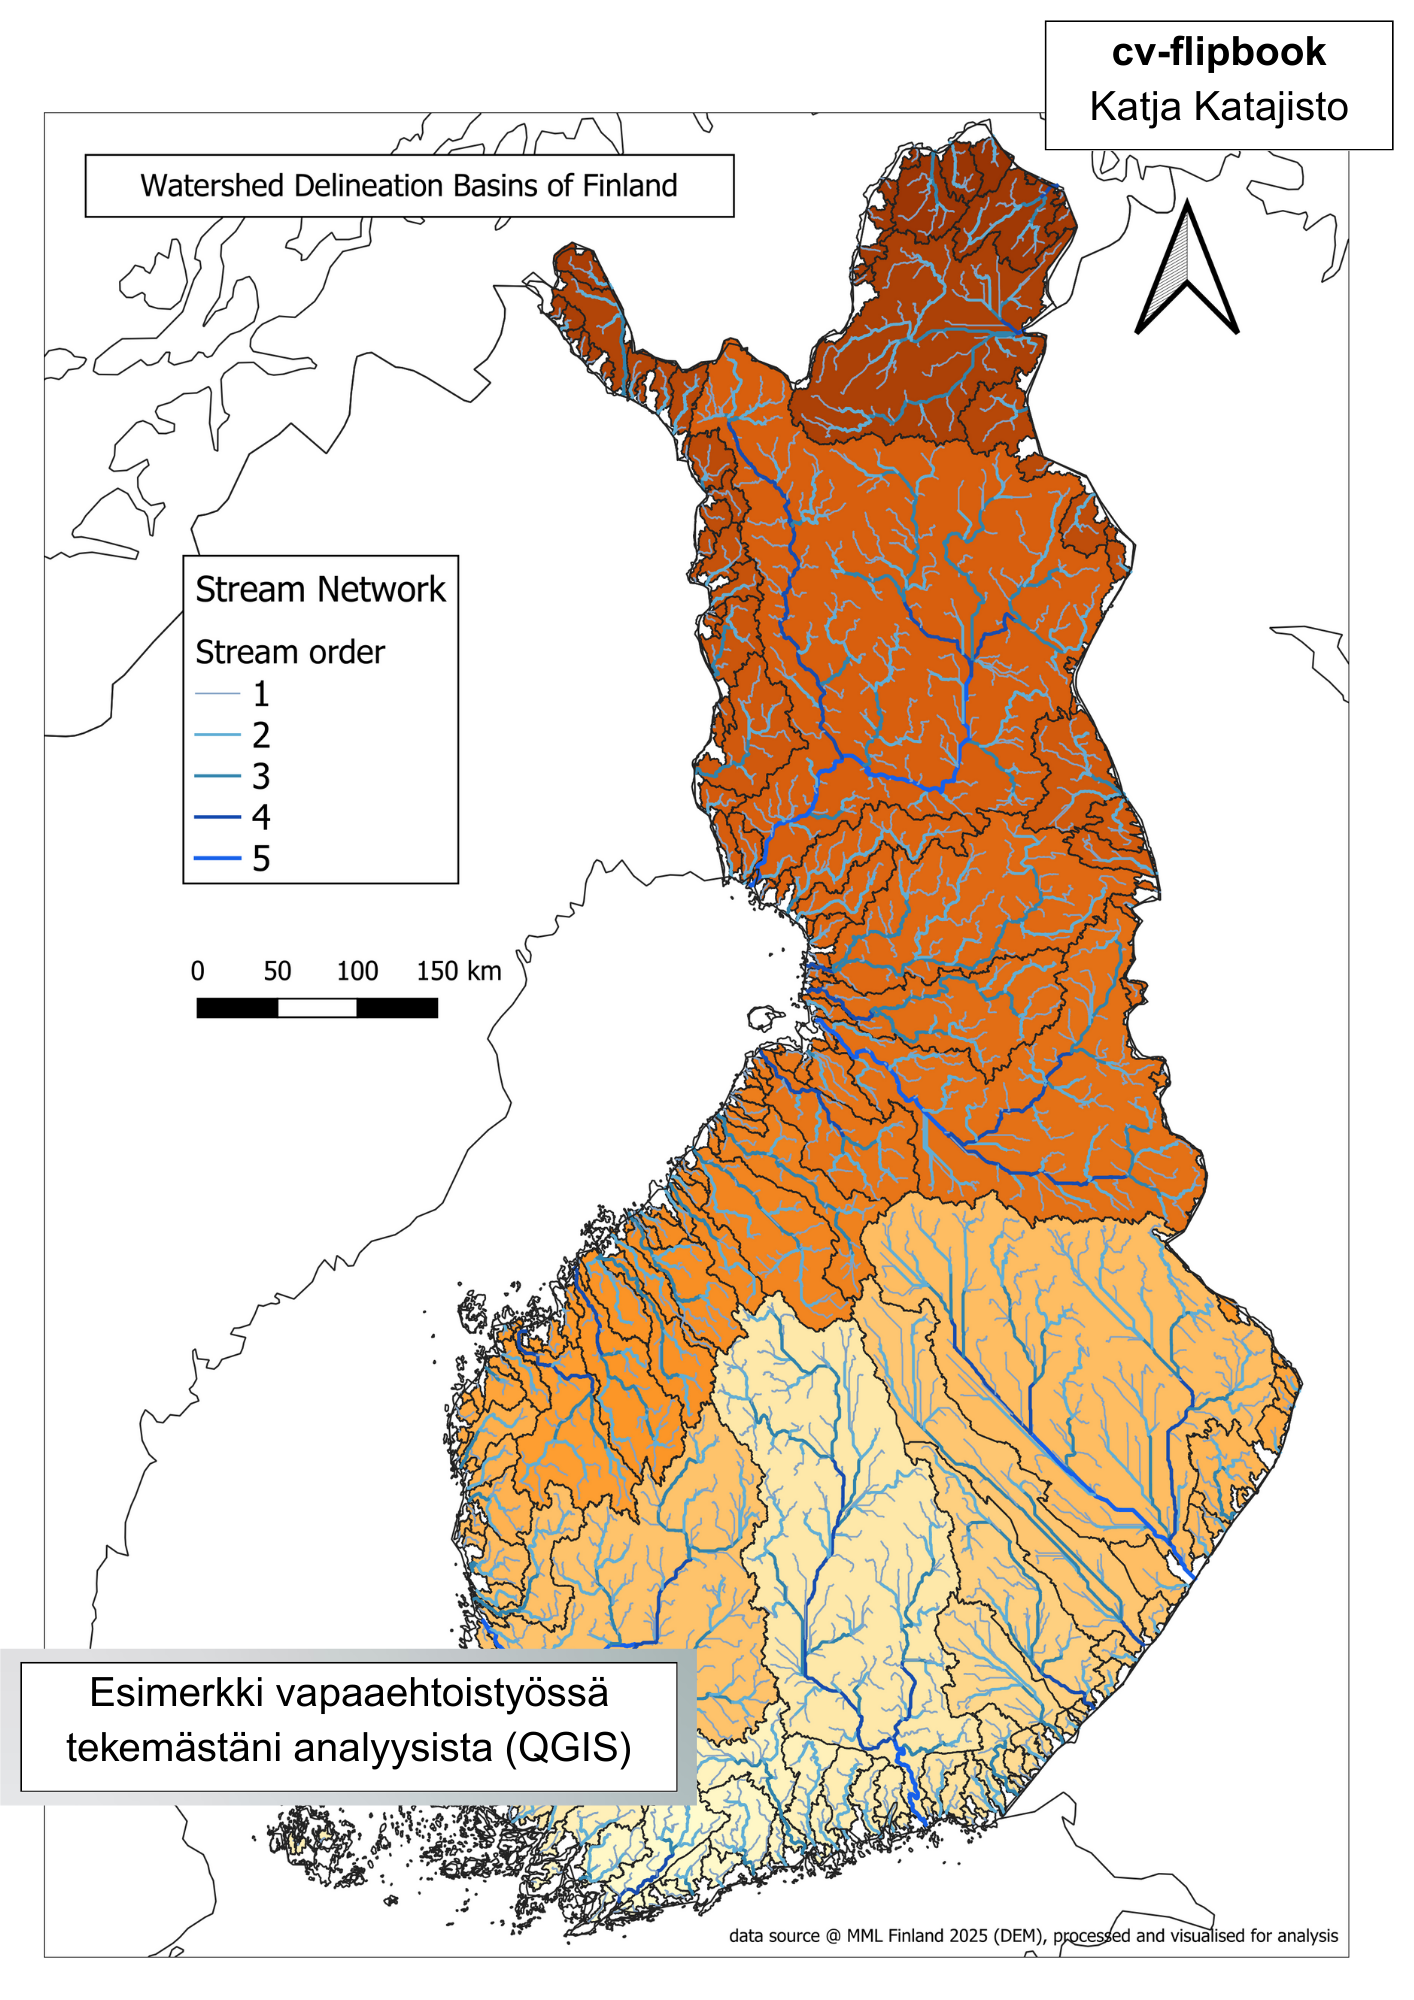 cv-flipbook
Katja Katajisto
Watershed Delineation Basins of Finland
Stream Network
Stream order
1
2
3
4
5
0 50 100 150 km
Esimerkki vapaaehtoistyössä
tekemästäni analyysista (QGIS)
data source @ MML Finland 2025 (DEM), processed and visualised for analysis